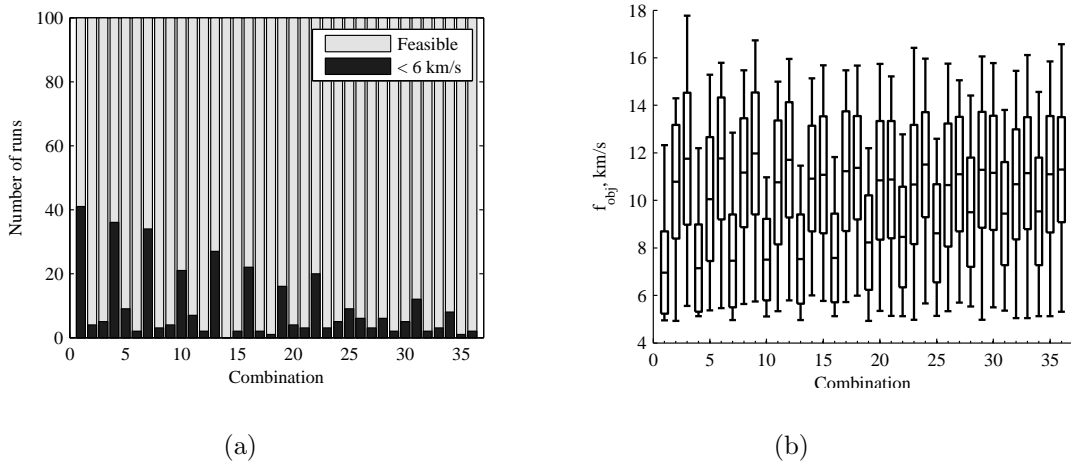 100
80
60
40
20
0
Number of runs
Feasible
< 6 km/s
0 5 10 15 20 25 30 35
Combination
(a)
18
16
14
12
10
8
6
4
f_obj, km/s
0 5 10 15 20 25 30 35
Combination
(b)